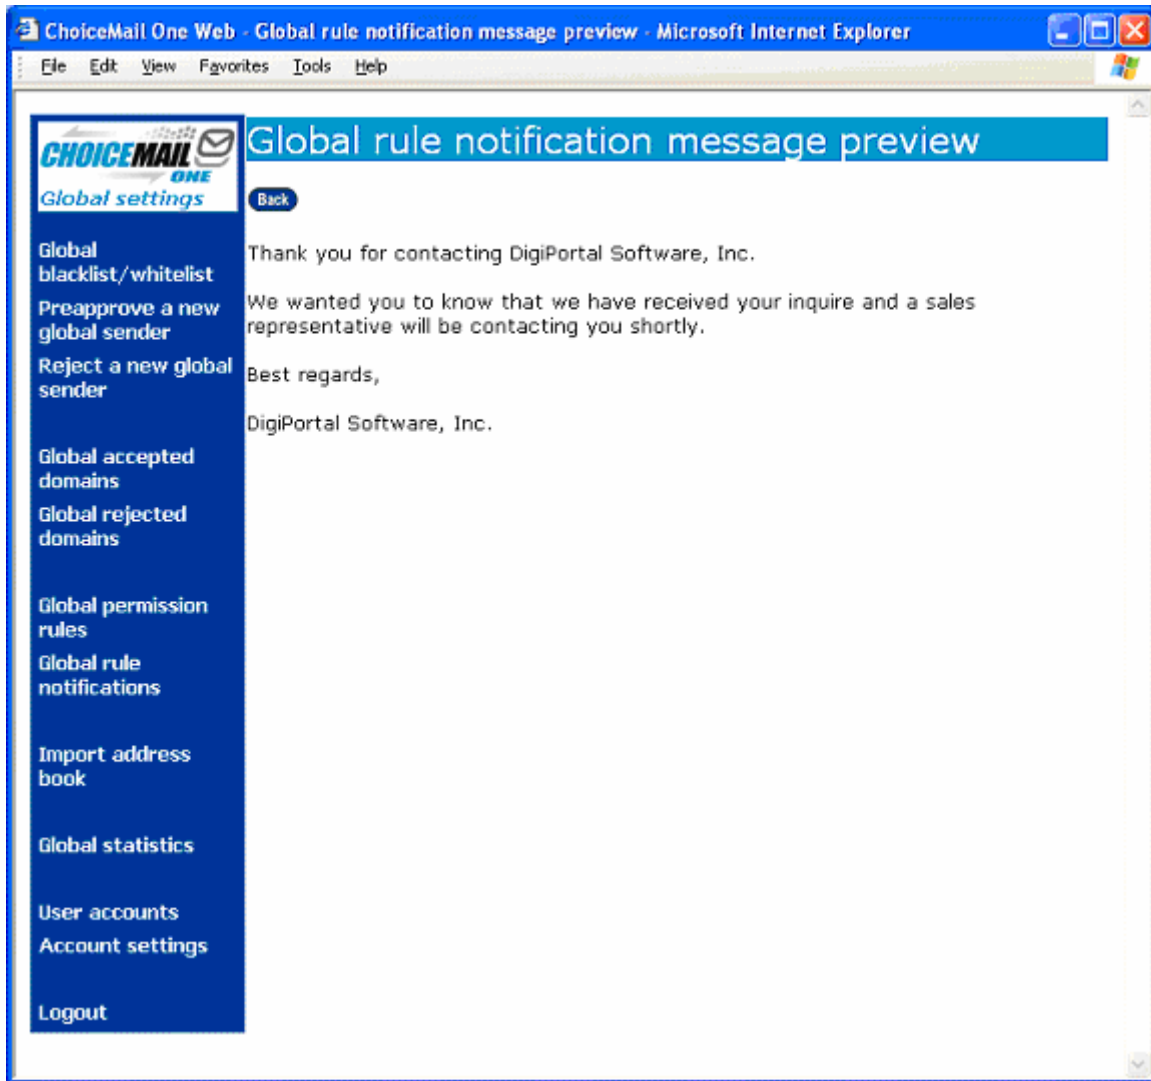 ChoiceMail One Web - Global rule notification message preview - Microsoft Internet Explorer
File Edit View Favorites Tools Help
CHOICEMAIL
ONE
Global settings
Global rule notification message preview
Back
Global
blacklist/whitelist
Preapprove a new
global sender
Reject a new global
sender
Global accepted
domains
Global rejected
domains
Global permission
rules
Global rule
notifications
Import address
book
Global statistics
User accounts
Account settings
Logout
Thank you for contacting DigiPortal Software, Inc.
We wanted you to know that we have received your inquire and a sales
representative will be contacting you shortly.
Best regards,
DigiPortal Software, Inc.